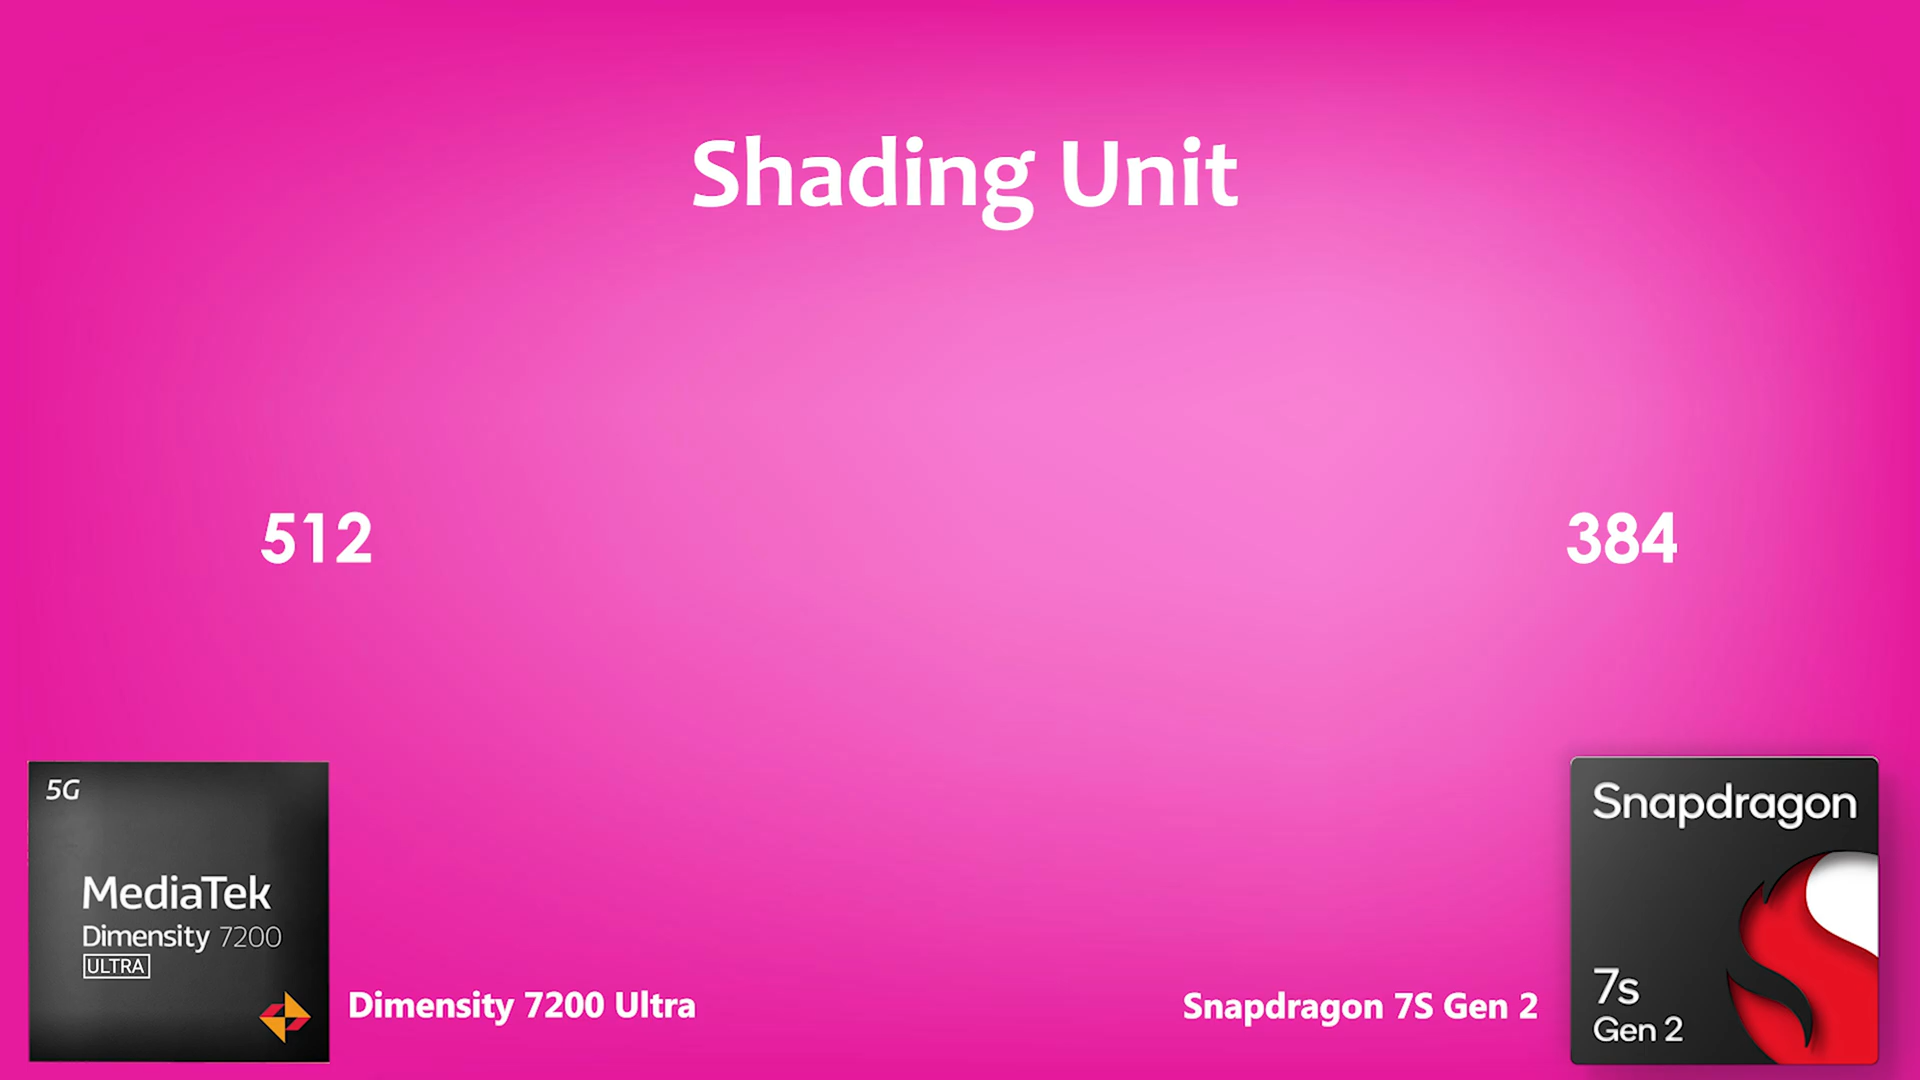 Shading Unit
512
384
5G
MediaTek
Dimensity 7200
ULTRA
Dimensity 7200 Ultra
Snapdragon 7S Gen 2
Snapdragon
7s
Gen 2